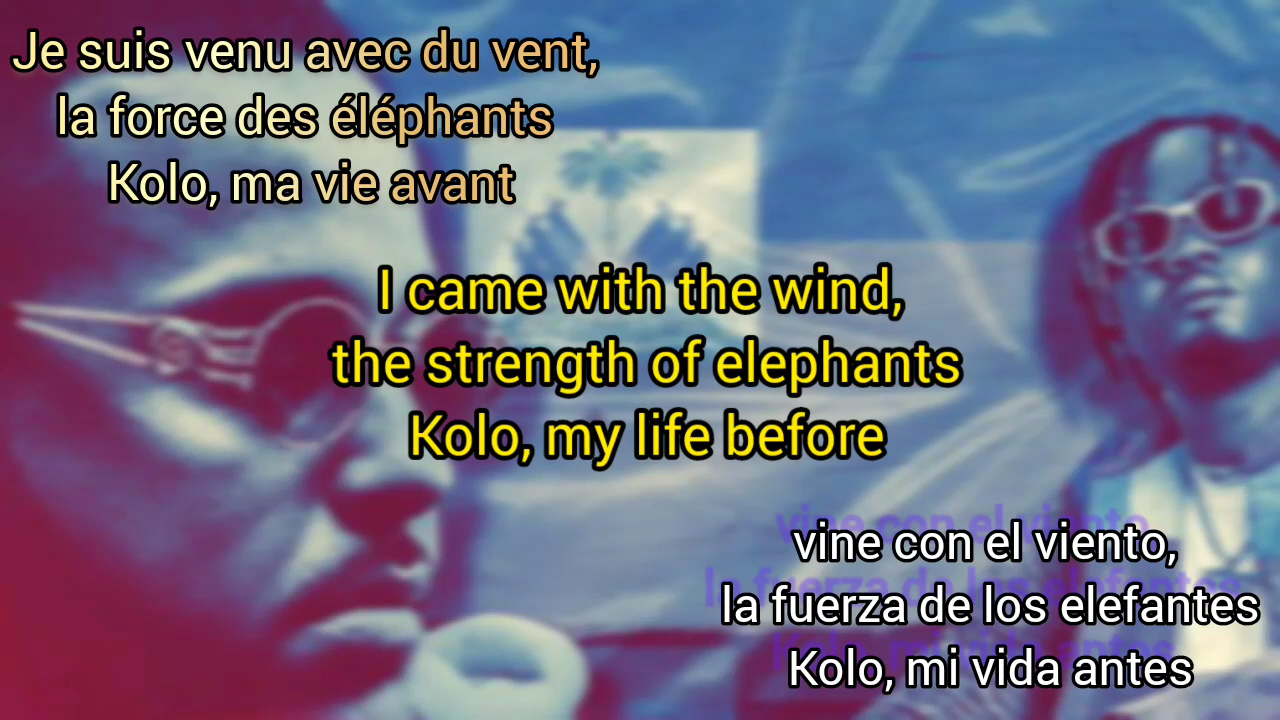 Je suis venu avec du vent,
la force des éléphants
Kolo, ma vie avant
I came with the wind,
the strength of elephants
Kolo, my life before
vine con el viento,
la fuerza de los elefantes
Kolo, mi vida antes